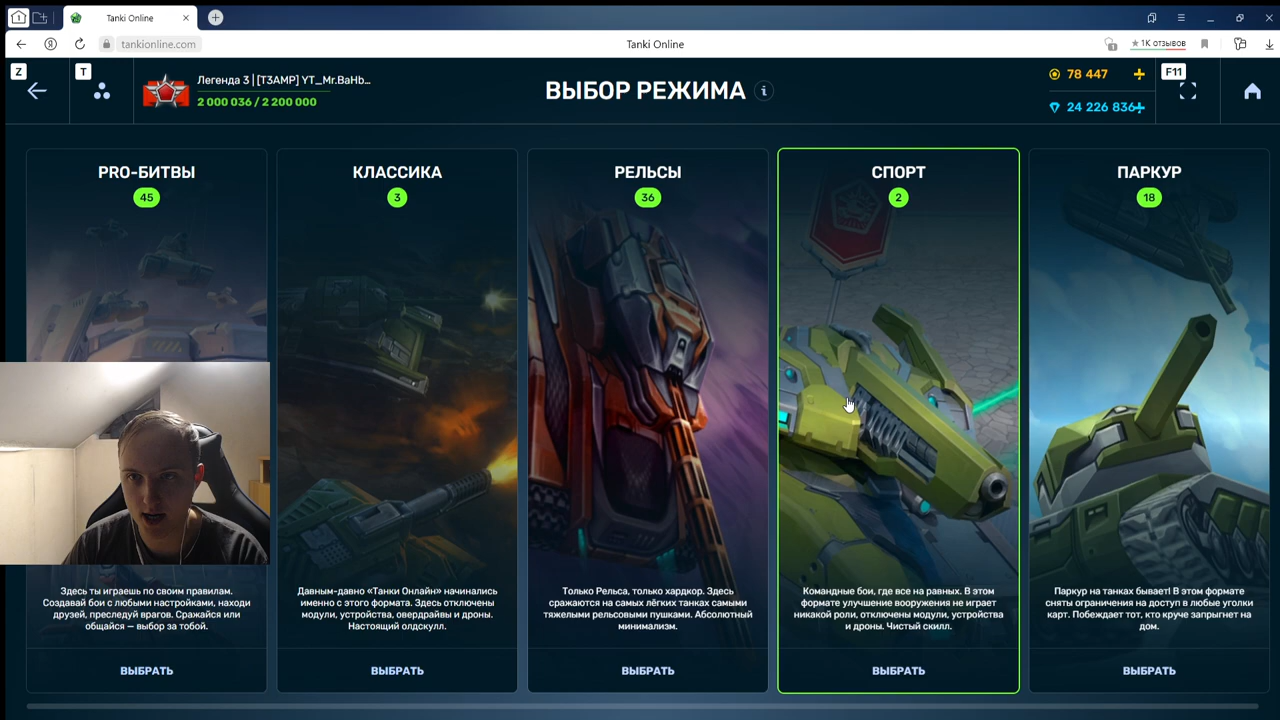 Tanki Online
tankionline.com
Tanki Online
1К отзывов
Z
T
Легенда 3 | [T3AMP] YT_Mr.BaHb...
2 000 036 / 2 200 000
ВЫБОР РЕЖИМА
i
78 447
24 226 836
F11
PRO-БИТВЫ
45
Здесь ты играешь по своим правилам.
Создавай бои с любыми настройками, находи
друзей, преследуй врагов. Сражайся или
общайся — выбор за тобой.
ВЫБРАТЬ
КЛАССИКА
3
Давным-давно «Танки Онлайн» начинались
именно с этого формата. Здесь отключены
модули, устройства, овердрайвы и дроны.
Настоящий олдскулл.
ВЫБРАТЬ
РЕЛЬСЫ
36
Только Рельса, только хардкор. Здесь
сражаются на самых лёгких танках самыми
тяжелыми рельсовыми пушками. Абсолютный
минимализм.
ВЫБРАТЬ
СПОРТ
2
Командные бои, где все на равных. В этом
формате улучшение вооружения не играет
никакой роли, отключены модули, устройства
и дроны. Чистый скилл.
ВЫБРАТЬ
ПАРКУР
18
Паркур на танках бывает! В этом формате
сняты ограничения на доступ в любые уголки
карт. Побеждает тот, кто круче запрыгнет на
дом.
ВЫБРАТЬ